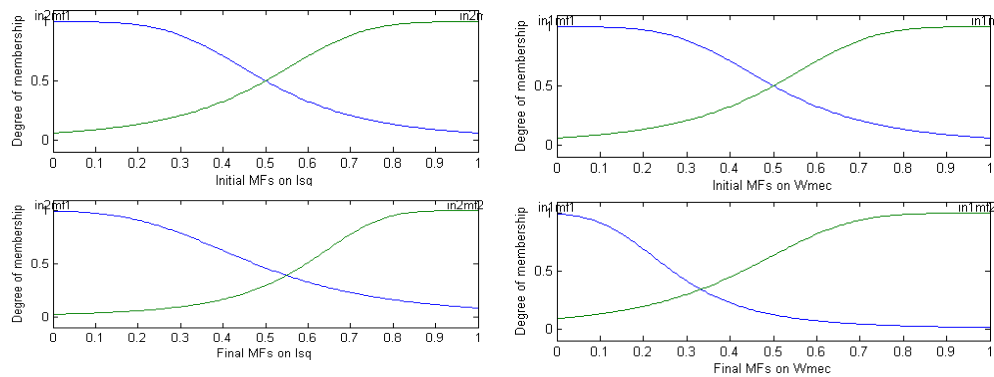 in2mf1 in2m
Degree of membership
1
0.5
0
0 0.1 0.2 0.3 0.4 0.5 0.6 0.7 0.8 0.9 1
Initial MFs on Isq
in1mf1 in1m
Degree of membership
1
0.5
0
0 0.1 0.2 0.3 0.4 0.5 0.6 0.7 0.8 0.9 1
Initial MFs on Wmec
in2mf1 in2mf2
Degree of membership
1
0.5
0
0 0.1 0.2 0.3 0.4 0.5 0.6 0.7 0.8 0.9 1
Final MFs on Isq
in1mf1 in1mf2
Degree of membership
1
0.5
0
0 0.1 0.2 0.3 0.4 0.5 0.6 0.7 0.8 0.9 1
Final MFs on Wmec